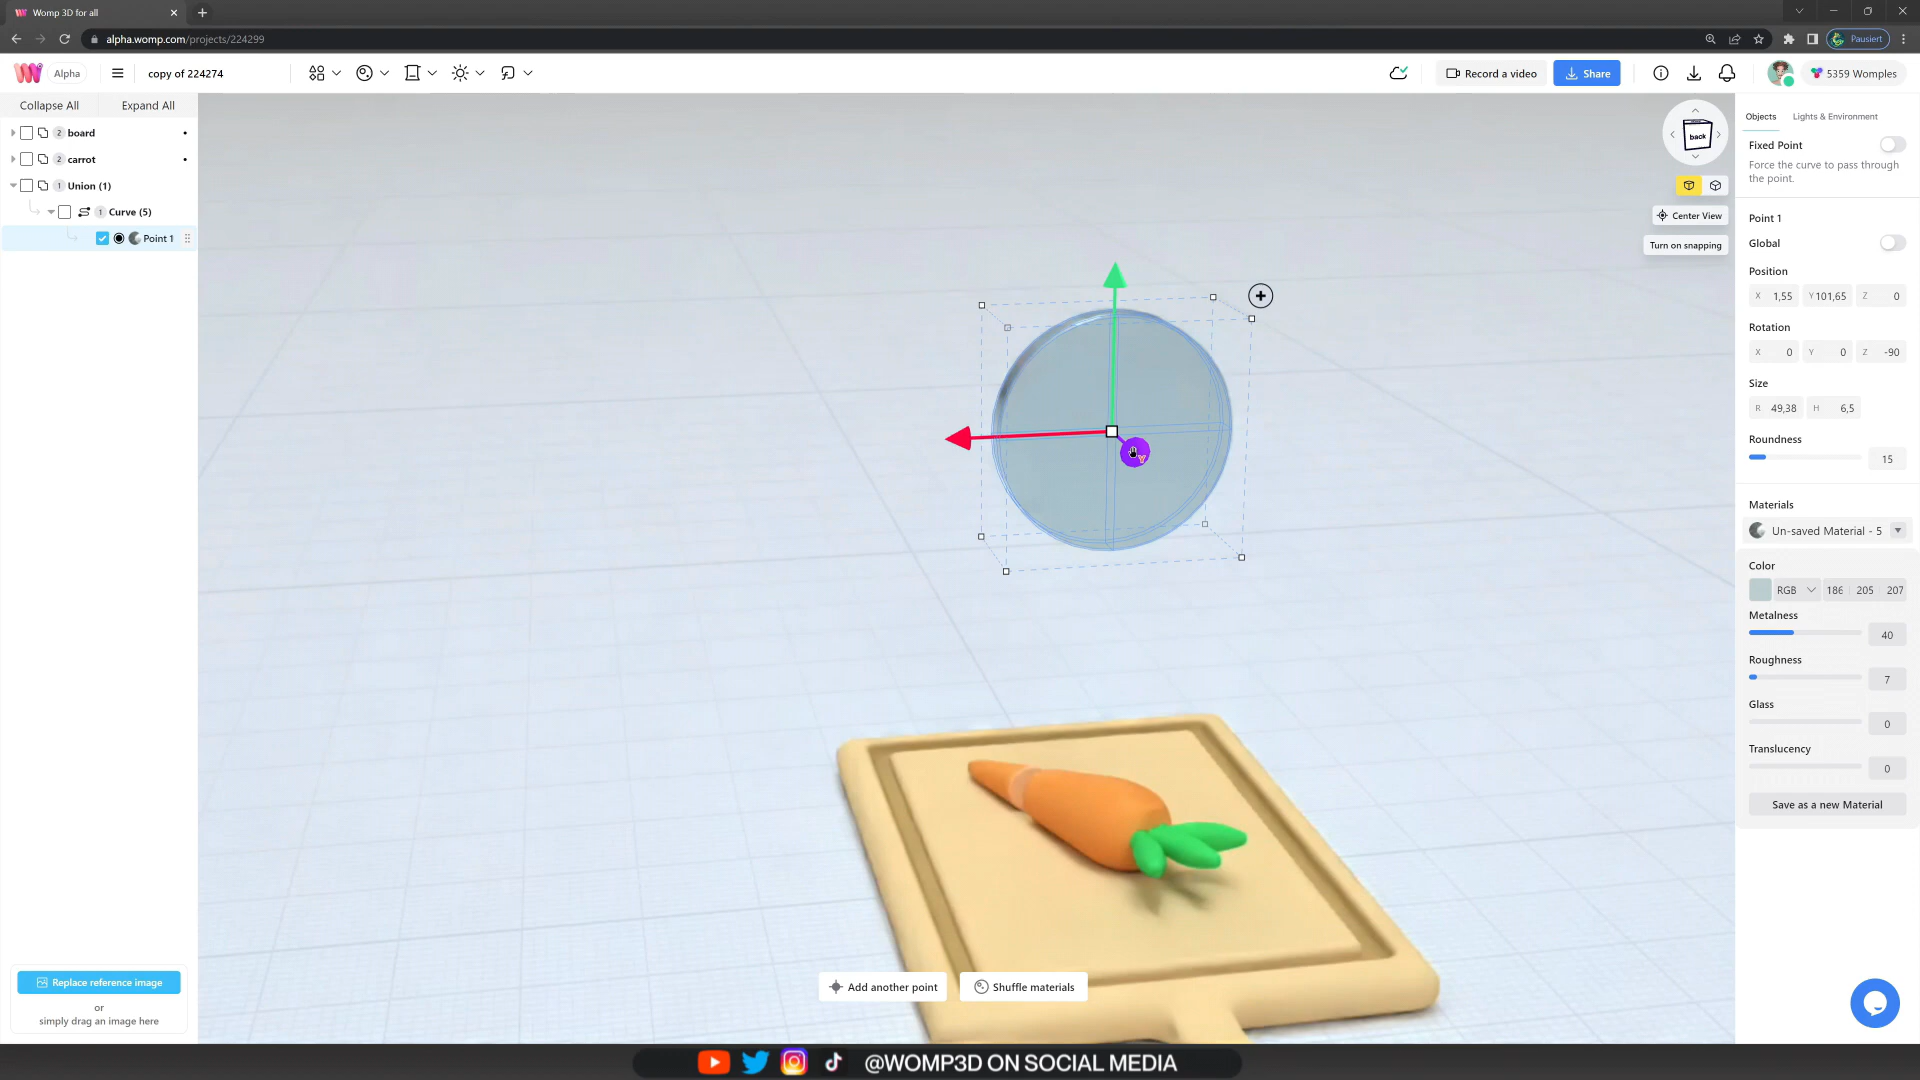 Womp 3D for all
alpha.womp.com/projects/224299
Pausiert
Alpha
copy of 224274
Record a video
Share
5359 Womples
Collapse All
Expand All
2 board
2 carrot
1 Union (1)
1 Curve (5)
Point 1
back
Center View
Turn on snapping
Objects
Lights & Environment
Fixed Point
Force the curve to pass through
the point.
Point 1
Global
Position
X 1,55 Y 101,65 Z 0
Rotation
X 0 Y 0 Z -90
Size
R 49,38 H 6,5
Roundness
15
Materials
Un-saved Material - 5
Color
RGB 186 205 207
Metalness
40
Roughness
7
Glass
0
Translucency
0
Save as a new Material
Y
Add another point
Shuffle materials
Replace reference image
or
simply drag an image here
@WOMP3D ON SOCIAL MEDIA